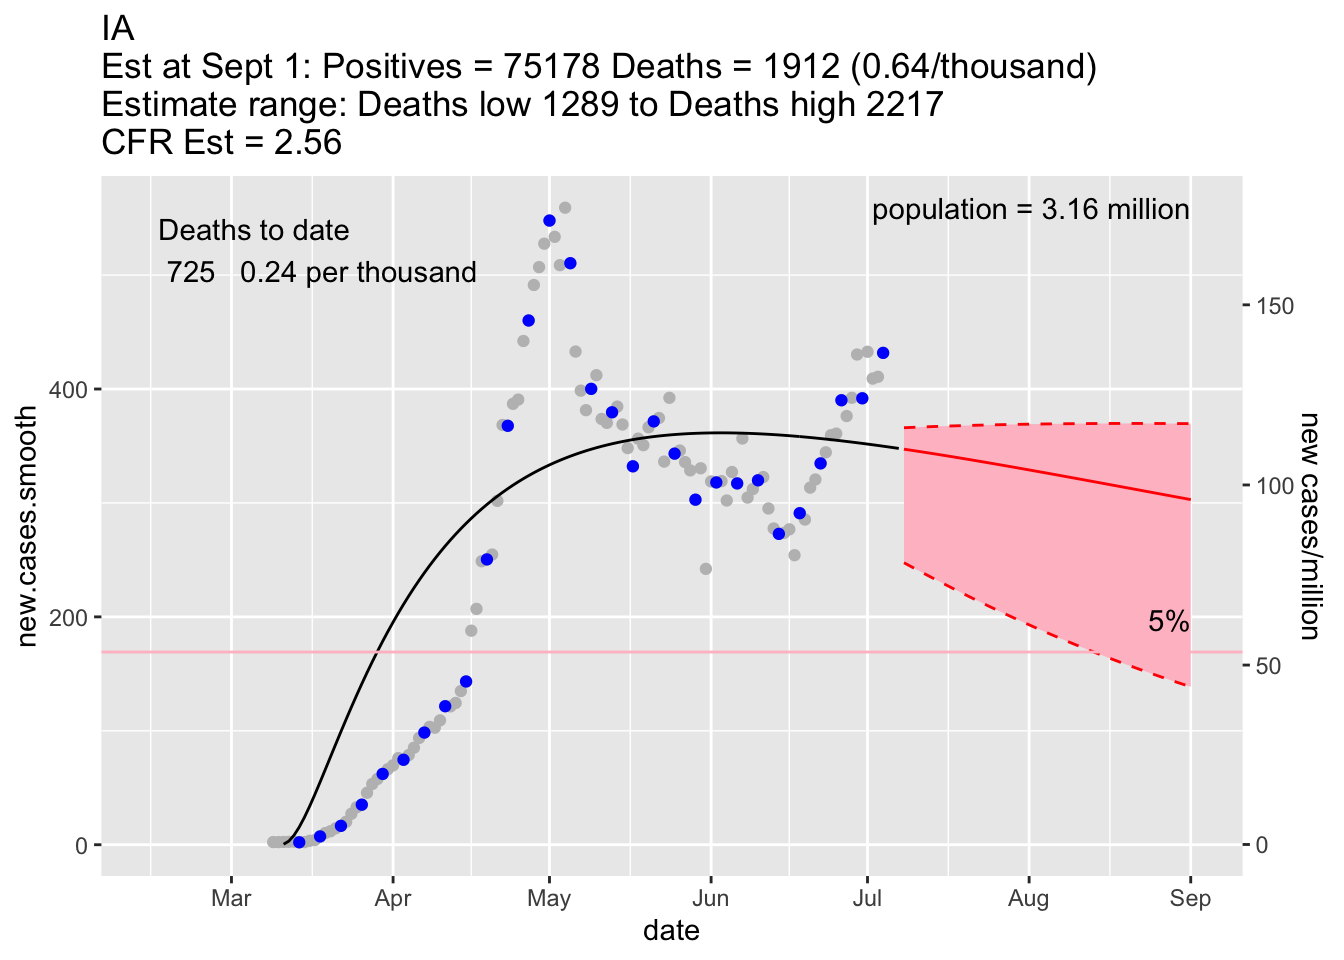 IA
Est at Sept 1: Positives = 75178 Deaths = 1912 (0.64/thousand)
Estimate range: Deaths low 1289 to Deaths high 2217
CFR Est = 2.56
Deaths to date
725 0.24 per thousand
population = 3.16 million
5%
new.cases.smooth
400
200
0
new cases/million
150
100
50
0
Mar Apr May Jun Jul Aug Sep
date